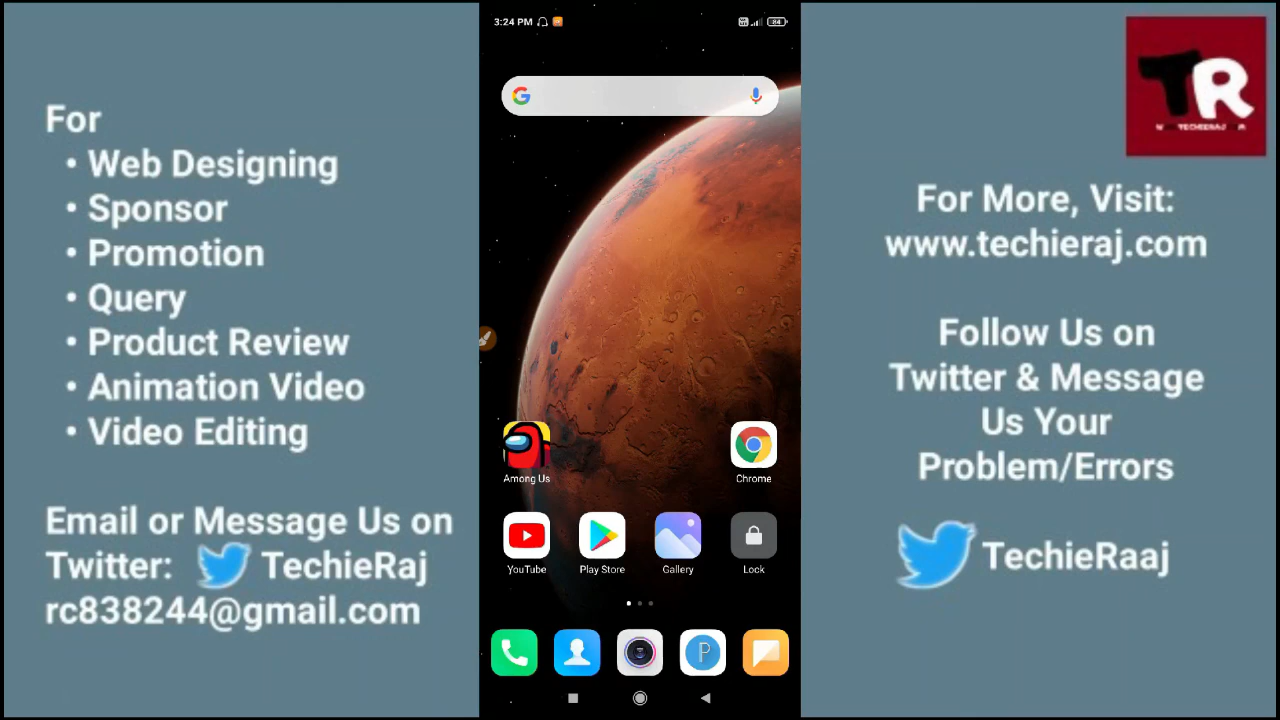 For
• Web Designing
• Sponsor
• Promotion
• Query
• Product Review
• Animation Video
• Video Editing
Email or Message Us on
Twitter: TechieRaj
rc838244@gmail.com
3:24 PM
84
G
Among Us
Chrome
YouTube
Play Store
Gallery
Lock
P
TR
For More, Visit:
www.techieraj.com
Follow Us on
Twitter & Message
Us Your
Problem/Errors
TechieRaaj